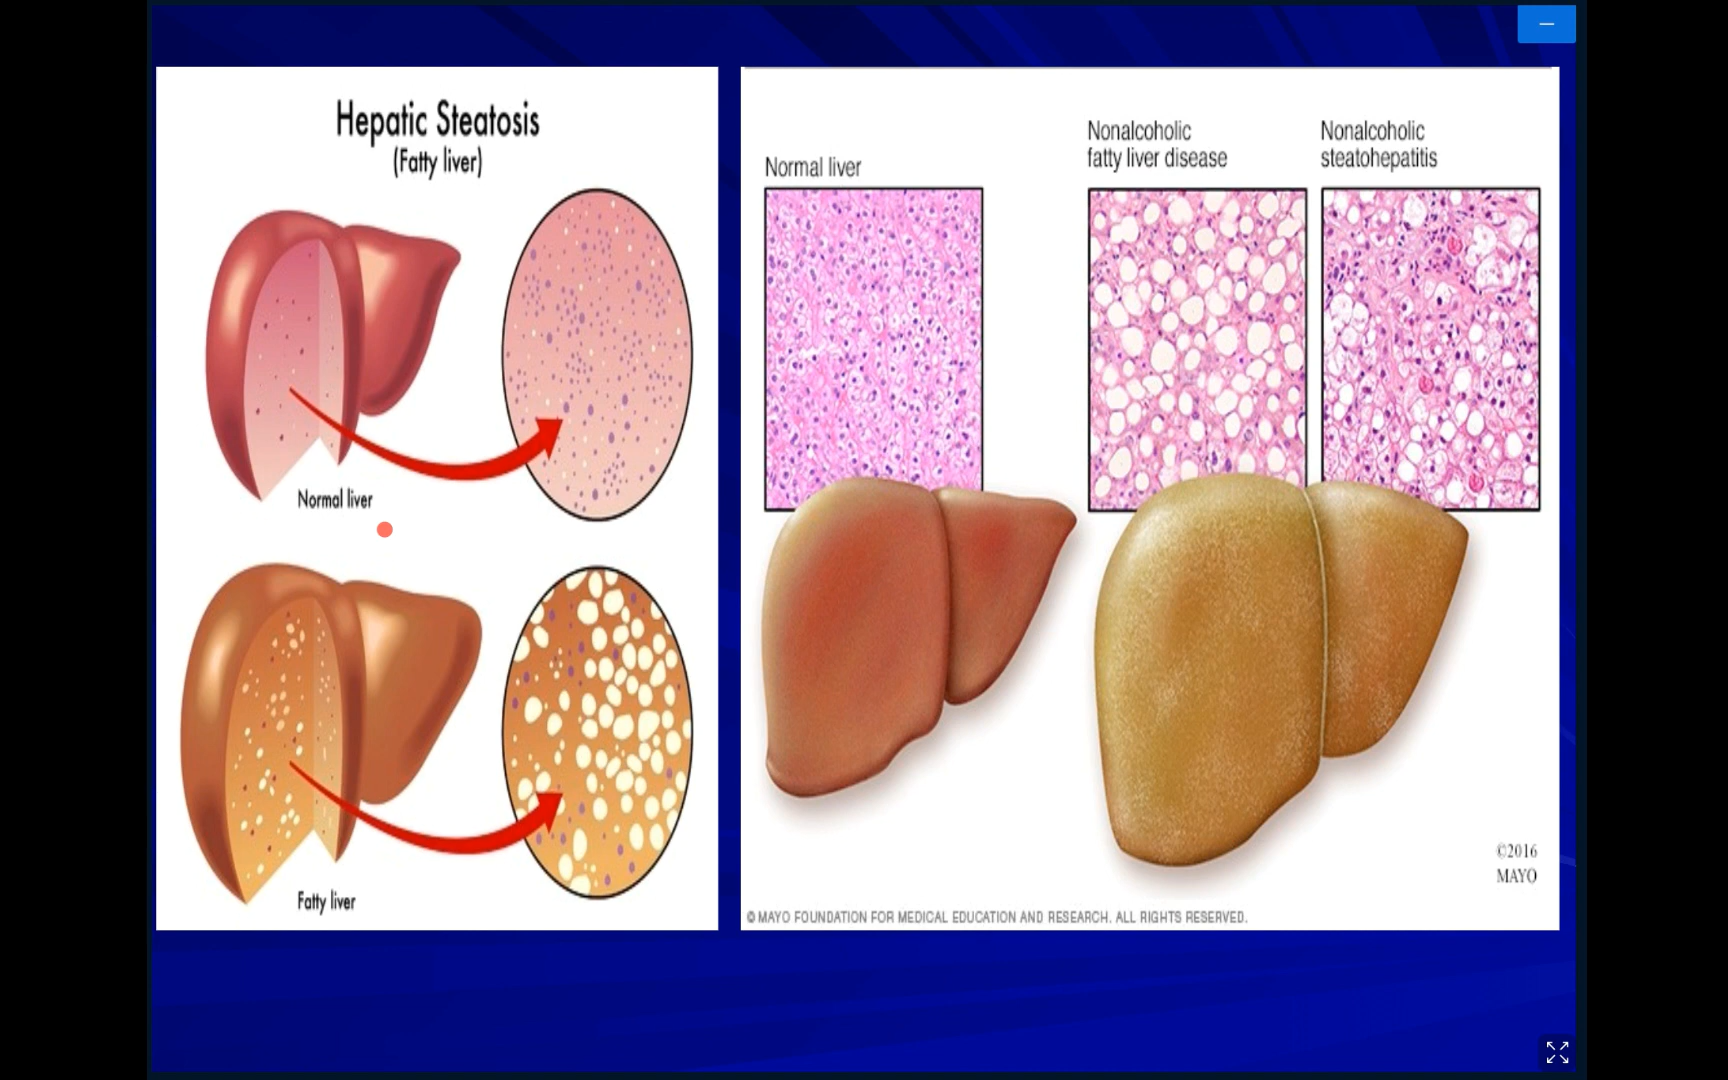 Hepatic Steatosis
(Fatty liver)
Normal liver
Fatty liver
Normal liver
Nonalcoholic
fatty liver disease
Nonalcoholic
steatohepatitis
©2016
MAYO
© MAYO FOUNDATION FOR MEDICAL EDUCATION AND RESEARCH. ALL RIGHTS RESERVED.